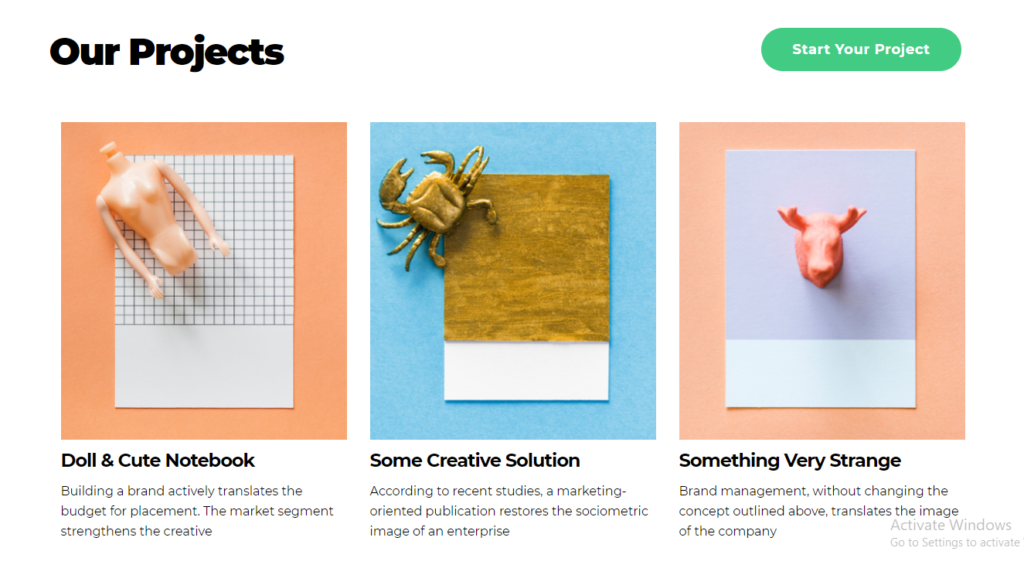 Our Projects
Start Your Project
Doll & Cute Notebook
Building a brand actively translates the
budget for placement. The market segment
strengthens the creative
Some Creative Solution
According to recent studies, a marketing-
oriented publication restores the sociometric
image of an enterprise
Something Very Strange
Brand management, without changing the
concept outlined above, translates the image
of the company
Activate Windows
Go to Settings to activate